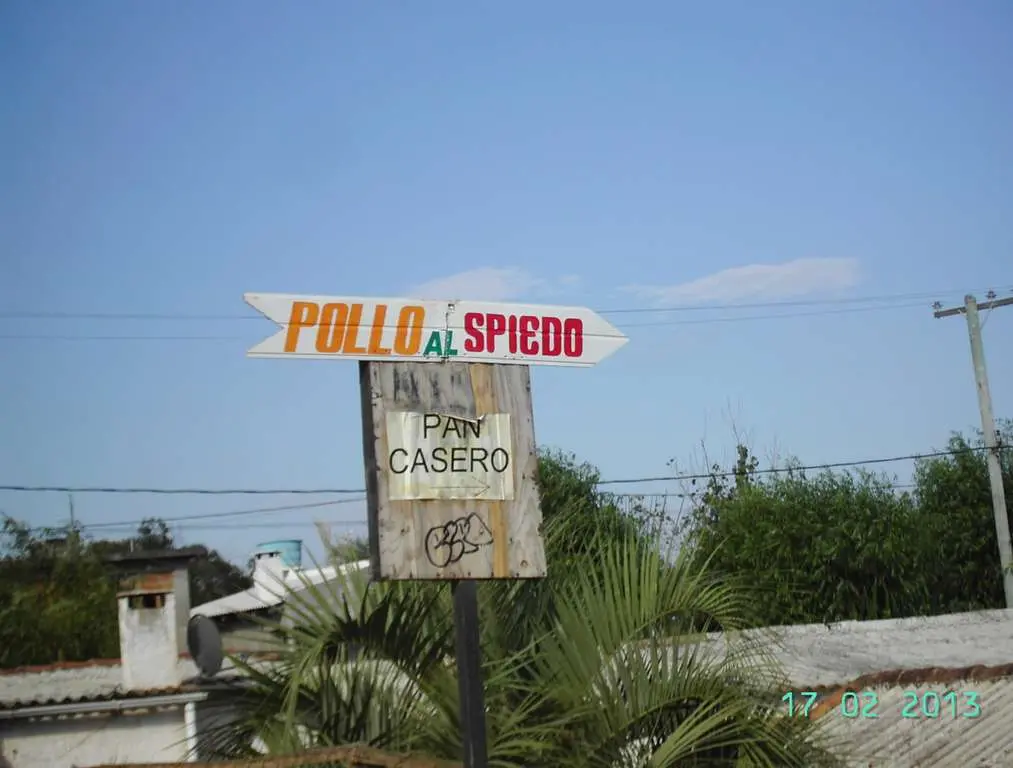 POLLO AL SPIEDO
PAN
CASERO
17 02 2013